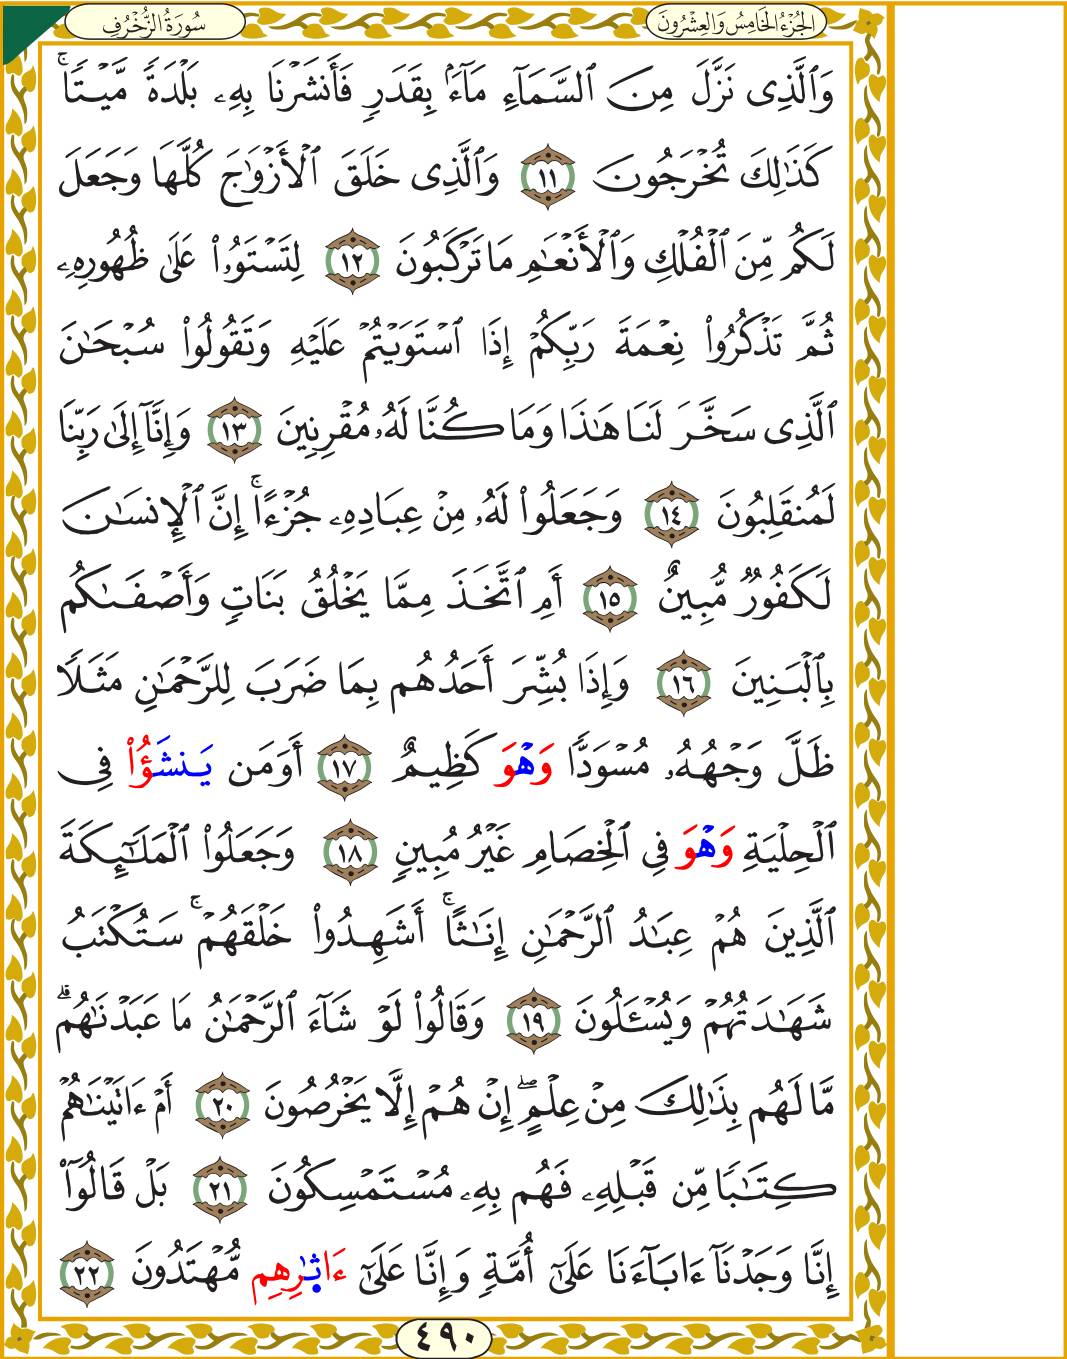 سُورَةُ الزُّخْرُفِ
الجُزْءُ الخَامِسُ وَالعِشْرُونَ
وَٱلَّذِى نَزَّلَ مِنَ ٱلسَّمَآءِ مَآءَۢ بِقَدَرٖ فَأَنشَرۡنَا بِهِۦ بَلۡدَةٗ مَّيۡتٗاۚ
كَذَٰلِكَ تُخۡرَجُونَ ١١ وَٱلَّذِى خَلَقَ ٱلۡأَزۡوَٰجَ كُلَّهَا وَجَعَلَ
لَكُم مِّنَ ٱلۡفُلۡكِ وَٱلۡأَنۡعَٰمِ مَا تَرۡكَبُونَ ١٢ لِتَسۡتَوُۥاْ عَلَىٰ ظُهُورِهِۦ
ثُمَّ تَذۡكُرُواْ نِعۡمَةَ رَبِّكُمۡ إِذَا ٱسۡتَوَيۡتُمۡ عَلَيۡهِ وَتَقُولُواْ سُبۡحَٰنَ
ٱلَّذِى سَخَّرَ لَنَا هَٰذَا وَمَا كُنَّا لَهُۥ مُقۡرِنِينَ ١٣ وَإِنَّآ إِلَىٰ رَبِّنَا
لَمُنقَلِبُونَ ١٤ وَجَعَلُواْ لَهُۥ مِنۡ عِبَادِهِۦ جُزۡءًاۚ إِنَّ ٱلۡإِنسَٰنَ
لَكَفُورٞ مُّبِينٌ ١٥ أَمِ ٱتَّخَذَ مِمَّا يَخۡلُقُ بَنَاتٖ وَأَصۡفَىٰكُم
بِٱلۡبَنِينَ ١٦ وَإِذَا بُشِّرَ أَحَدُهُم بِمَا ضَرَبَ لِلرَّحۡمَٰنِ مَثَلٗا
ظَلَّ وَجۡهُهُۥ مُسۡوَدّٗا وَهۡوَ كَظِيمٌ ١٧ أَوَمَن يَنشَؤُاْ فِى
ٱلۡحِلۡيَةِ وَهۡوَ فِى ٱلۡخِصَامِ غَيۡرُ مُبِينٖ ١٨ وَجَعَلُواْ ٱلۡمَلَٰٓئِكَةَ
ٱلَّذِينَ هُمۡ عِبَٰدُ ٱلرَّحۡمَٰنِ إِنَٰثًاۚ أَشَهِدُواْ خَلۡقَهُمۡۚ سَتُكۡتَبُ
شَهَٰدَتُهُمۡ وَيُسۡـَٔلُونَ ١٩ وَقَالُواْ لَوۡ شَآءَ ٱلرَّحۡمَٰنُ مَا عَبَدۡنَٰهُمۗ
مَّا لَهُم بِذَٰلِكَ مِنۡ عِلۡمٍۖ إِنۡ هُمۡ إِلَّا يَخۡرُصُونَ ٢٠ أَمۡ ءَاتَيۡنَٰهُمۡ
كِتَٰبٗا مِّن قَبۡلِهِۦ فَهُم بِهِۦ مُسۡتَمۡسِكُونَ ٢١ بَلۡ قَالُوٓاْ
إِنَّا وَجَدۡنَآ ءَابَآءَنَا عَلَىٰٓ أُمَّةٖ وَإِنَّا عَلَىٰٓ ءَاثَٰرِهِم مُّهۡتَدُونَ ٢٢
٤٩٠